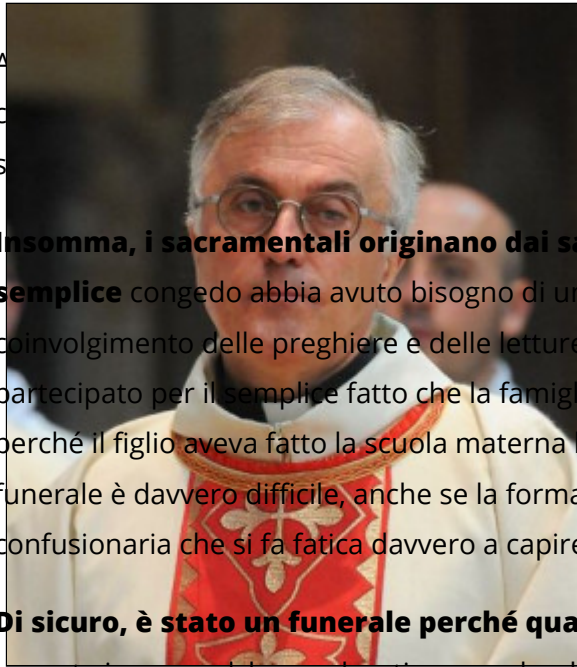 Insomma, i sacramentali originano dai sa
semplice congedo abbia avuto bisogno di un
coinvolgimento delle preghiere e delle letture
partecipato per il semplice fatto che la famigl
perché il figlio aveva fatto la scuola materna
funerale è davvero difficile, anche se la forma
confusionaria che si fa fatica davvero a capire
Di sicuro, è stato un funerale perché qua